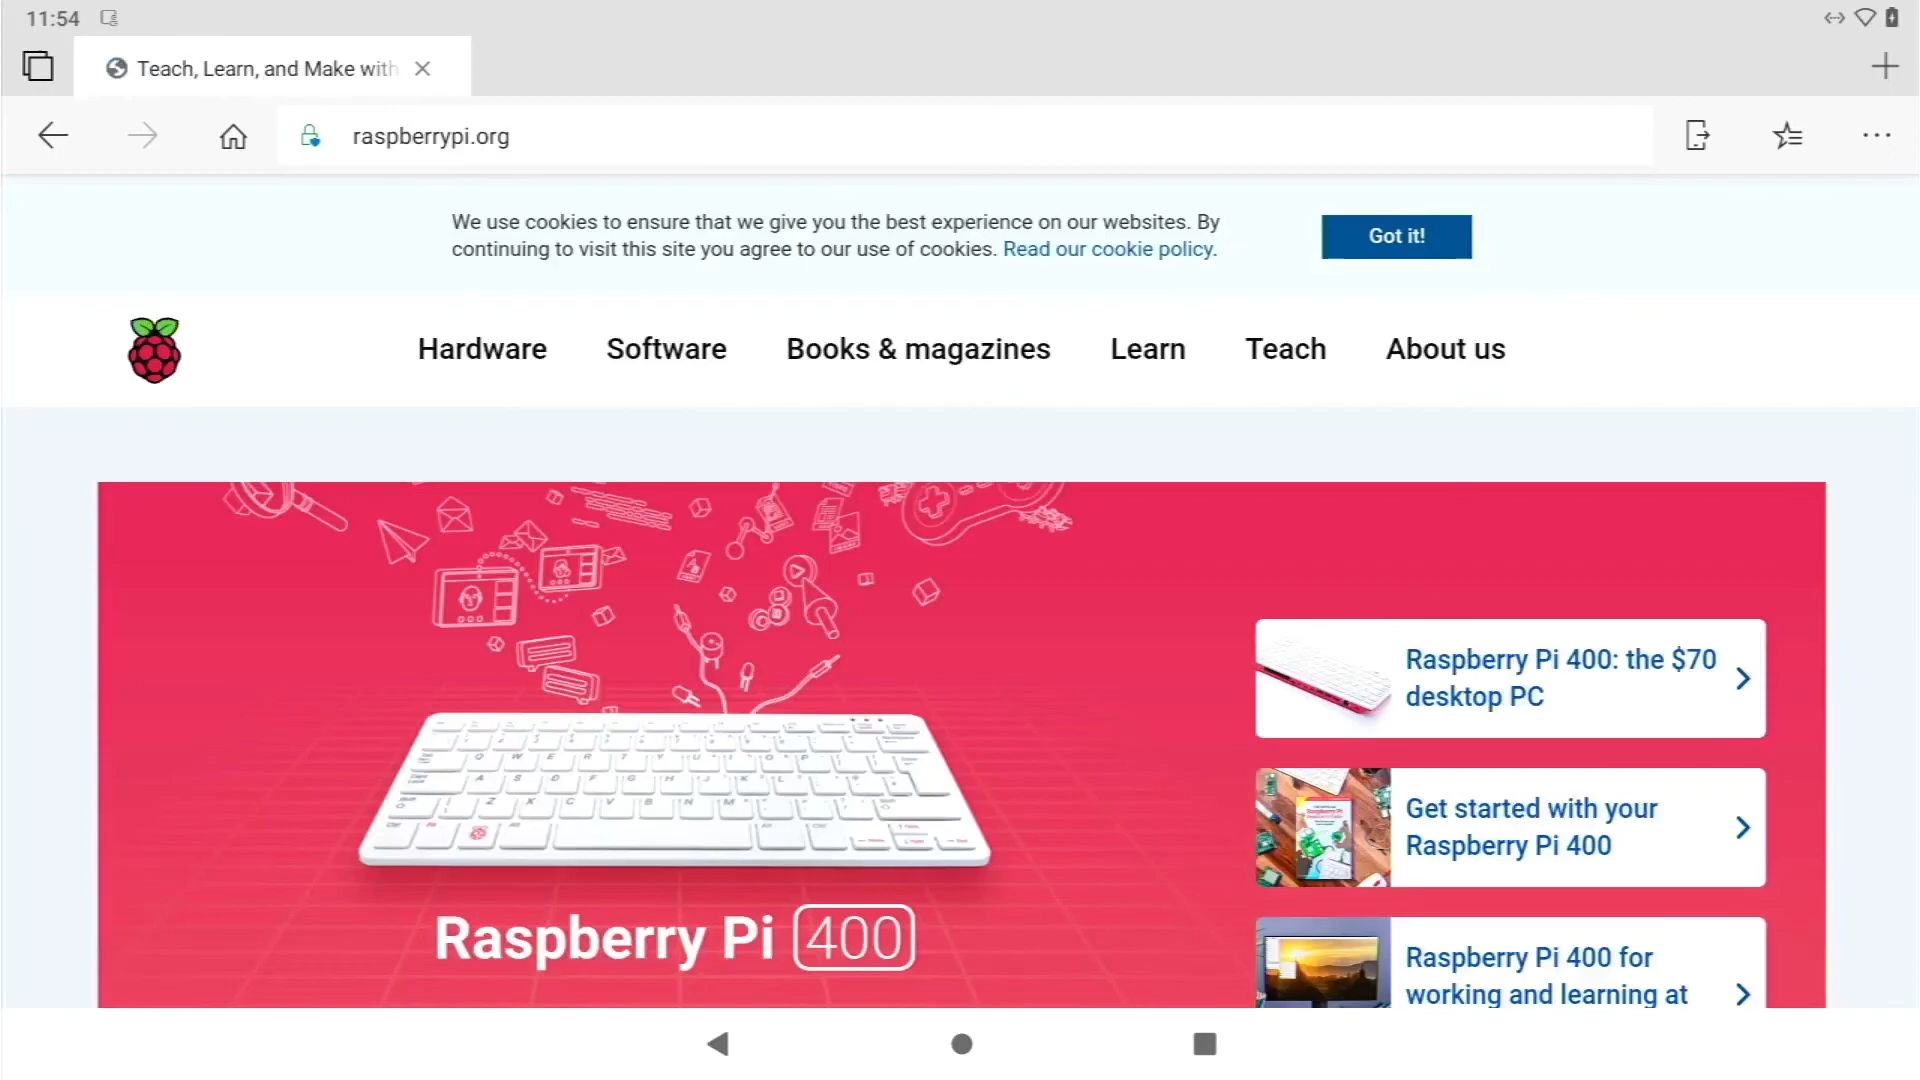 11:54
Teach, Learn, and Make with
raspberrypi.org
We use cookies to ensure that we give you the best experience on our websites. By
continuing to visit this site you agree to our use of cookies. Read our cookie policy.
Got it!
Hardware Software Books & magazines Learn Teach About us
Raspberry Pi 400: the $70
desktop PC
Get started with your
Raspberry Pi 400
Raspberry Pi 400 for
working and learning at
Raspberry Pi 400